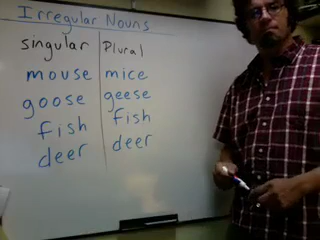 Irregular Nouns
singular Plural
mouse mice
goose geese
fish fish
deer deer